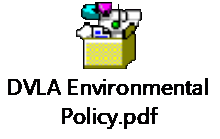 DVLA Environmental
Policy.pdf